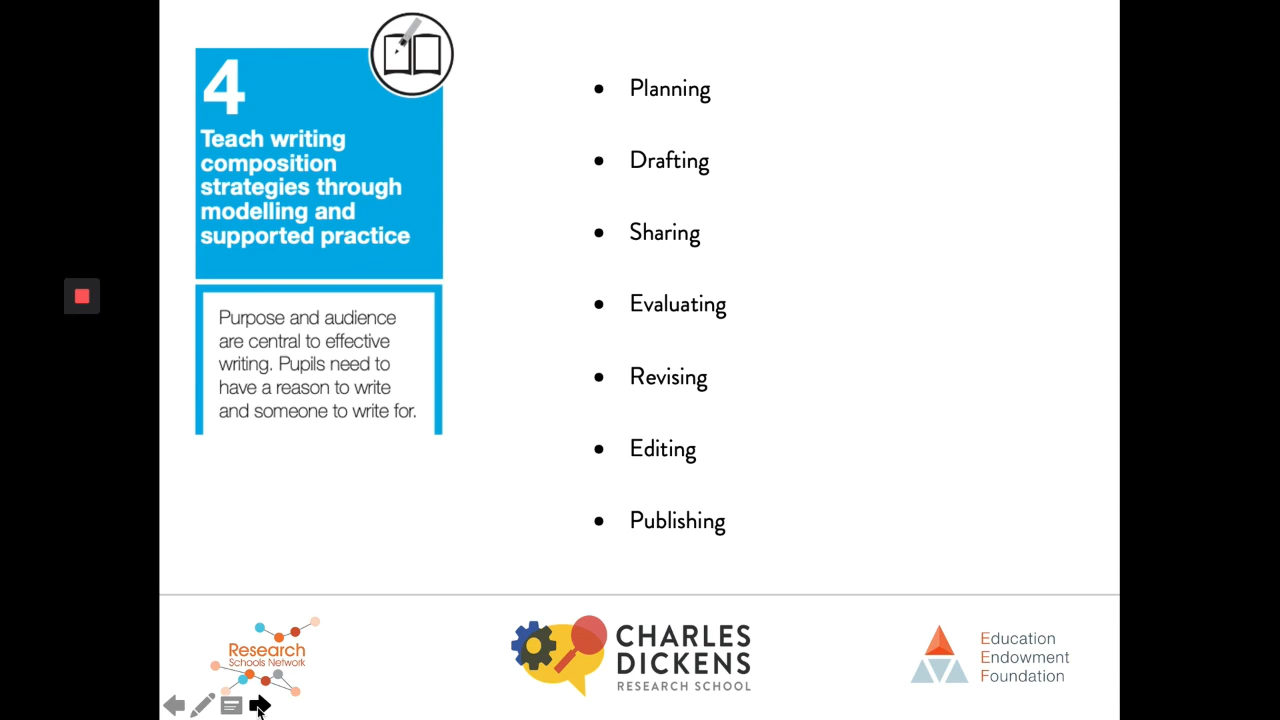 4
Teach writing
composition
strategies through
modelling and
supported practice
Purpose and audience
are central to effective
writing. Pupils need to
have a reason to write
and someone to write for.
• Planning
• Drafting
• Sharing
• Evaluating
• Revising
• Editing
• Publishing
Research
Schools Network
CHARLES
DICKENS
RESEARCH SCHOOL
Education
Endowment
Foundation